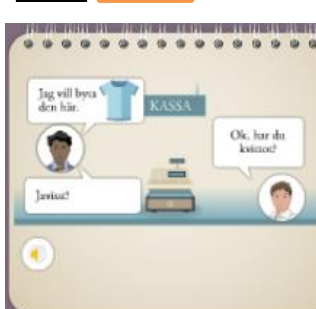 Jag vill byta
den här.
KASSA
Ok, har du
kvittot?
Javisst!